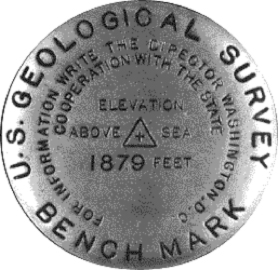 U.S. GEOLOGICAL SURVEY
FOR INFORMATION WRITE THE DIRECTOR WASHINGTON, D.C.
COOPERATION WITH THE STATE
ELEVATION
ABOVE SEA
1879 FEET
BENCH MARK